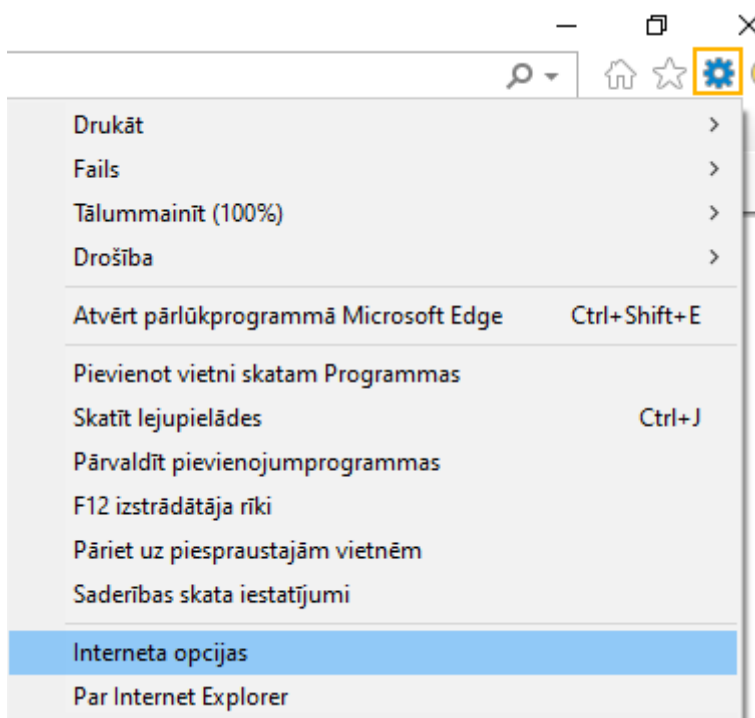 Drukāt
Fails
Tālummainīt (100%)
Drošība
Atvērt pārlūkprogrammā Microsoft Edge Ctrl+Shift+E
Pievienot vietni skatam Programmas
Skatīt lejupielādes Ctrl+J
Pārvaldīt pievienojumprogrammas
F12 izstrādātāja rīki
Pāriet uz piespraustajām vietnēm
Saderības skata iestatījumi
Interneta opcijas
Par Internet Explorer